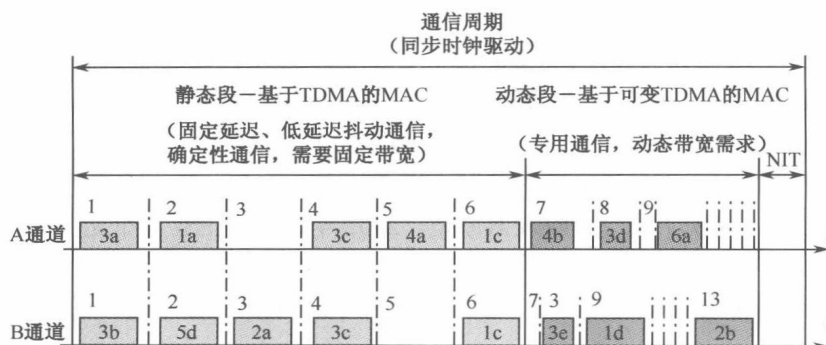 通信周期
（同步时钟驱动）
静态段－基于TDMA的MAC
动态段－基于可变TDMA的MAC
（固定延迟、低延迟抖动通信，
确定性通信，需要固定带宽）
（专用通信，动态带宽需求）
NIT
1 2 3 4 5 6 7 8 9
A通道 3a 1a 3c 4a 1c 4b 3d 6a
1 2 3 4 5 6 7 3 9 13
B通道 3b 5d 2a 3c 1c 3e 1d 2b